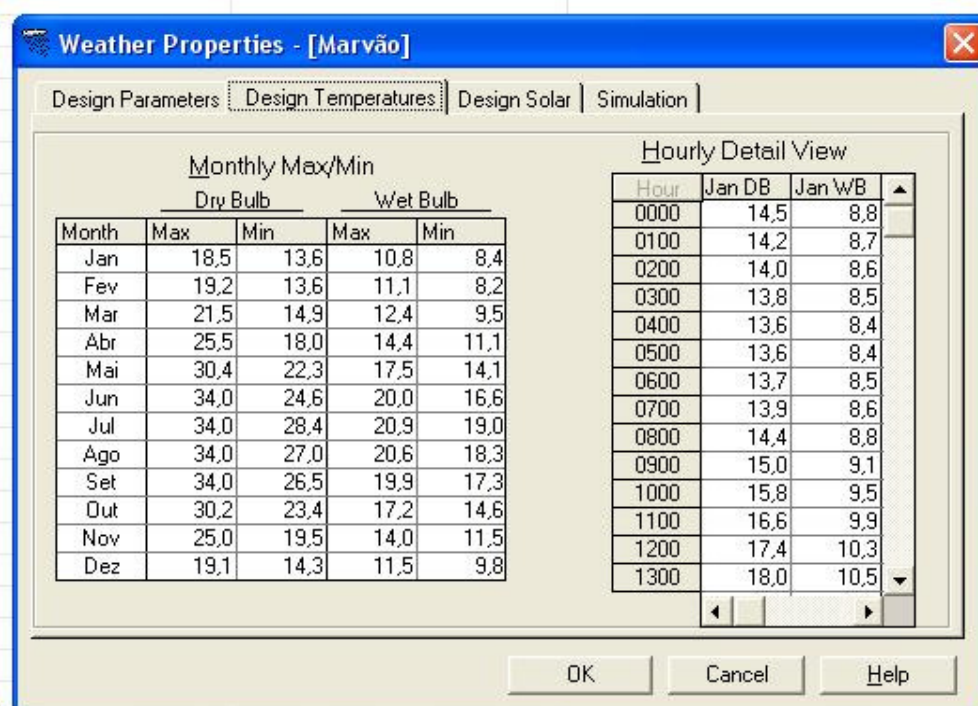 Weather Properties - [Marvão]
Design Parameters Design Temperatures Design Solar Simulation
Monthly Max/Min
Dry Bulb Wet Bulb
Month Max Min Max Min
Jan 18,5 13,6 10,8 8,4
Fev 19,2 13,6 11,1 8,2
Mar 21,5 14,9 12,4 9,5
Abr 25,5 18,0 14,4 11,1
Mai 30,4 22,3 17,5 14,1
Jun 34,0 24,6 20,0 16,6
Jul 34,0 28,4 20,9 19,0
Ago 34,0 27,0 20,6 18,3
Set 34,0 26,5 19,9 17,3
Out 30,2 23,4 17,2 14,6
Nov 25,0 19,5 14,0 11,5
Dez 19,1 14,3 11,5 9,8
Hourly Detail View
Hour Jan DB Jan WB
0000 14,5 8,8
0100 14,2 8,7
0200 14,0 8,6
0300 13,8 8,5
0400 13,6 8,4
0500 13,6 8,4
0600 13,7 8,5
0700 13,9 8,6
0800 14,4 8,8
0900 15,0 9,1
1000 15,8 9,5
1100 16,6 9,9
1200 17,4 10,3
1300 18,0 10,5
OK Cancel Help